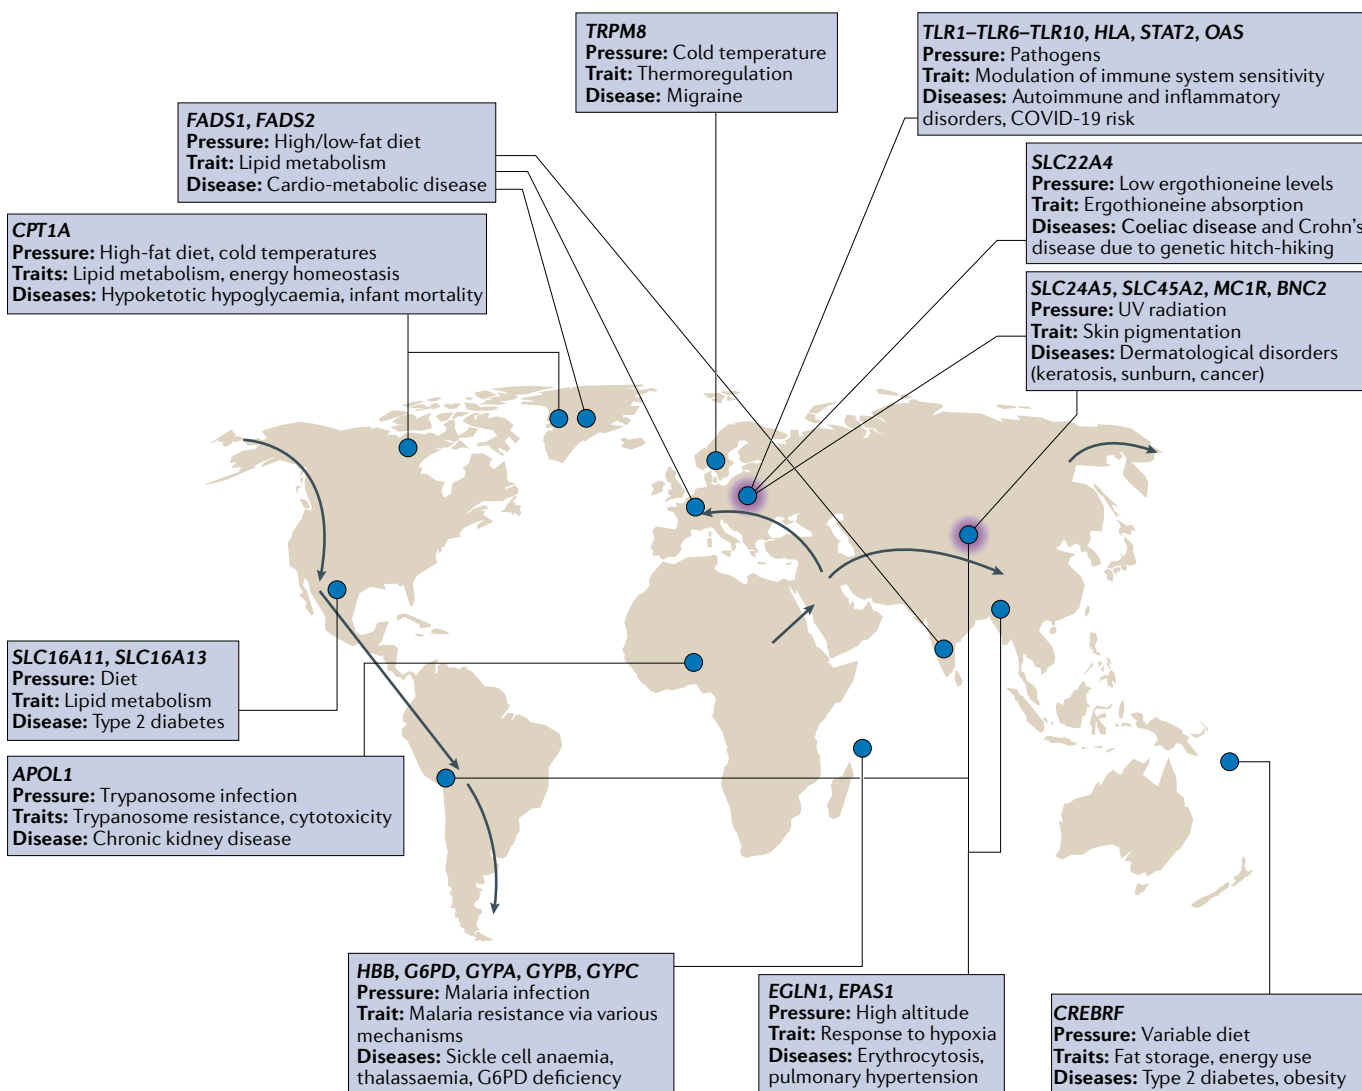 TRPM8
Pressure: Cold temperature
Trait: Thermoregulation
Disease: Migraine
TLR1–TLR6–TLR10, HLA, STAT2, OAS
Pressure: Pathogens
Trait: Modulation of immune system sensitivity
Diseases: Autoimmune and inflammatory
disorders, COVID-19 risk
FADS1, FADS2
Pressure: High/low-fat diet
Trait: Lipid metabolism
Disease: Cardio-metabolic disease
SLC22A4
Pressure: Low ergothioneine levels
Trait: Ergothioneine absorption
Diseases: Coeliac disease and Crohn's
disease due to genetic hitch-hiking
CPT1A
Pressure: High-fat diet, cold temperatures
Traits: Lipid metabolism, energy homeostasis
Diseases: Hypoketotic hypoglycaemia, infant mortality
SLC24A5, SLC45A2, MC1R, BNC2
Pressure: UV radiation
Trait: Skin pigmentation
Diseases: Dermatological disorders
(keratosis, sunburn, cancer)
SLC16A11, SLC16A13
Pressure: Diet
Trait: Lipid metabolism
Disease: Type 2 diabetes
APOL1
Pressure: Trypanosome infection
Traits: Trypanosome resistance, cytotoxicity
Disease: Chronic kidney disease
HBB, G6PD, GYPA, GYPB, GYPC
Pressure: Malaria infection
Trait: Malaria resistance via various
mechanisms
Diseases: Sickle cell anaemia,
thalassaemia, G6PD deficiency
EGLN1, EPAS1
Pressure: High altitude
Trait: Response to hypoxia
Diseases: Erythrocytosis,
pulmonary hypertension
CREBRF
Pressure: Variable diet
Traits: Fat storage, energy use
Diseases: Type 2 diabetes, obesity